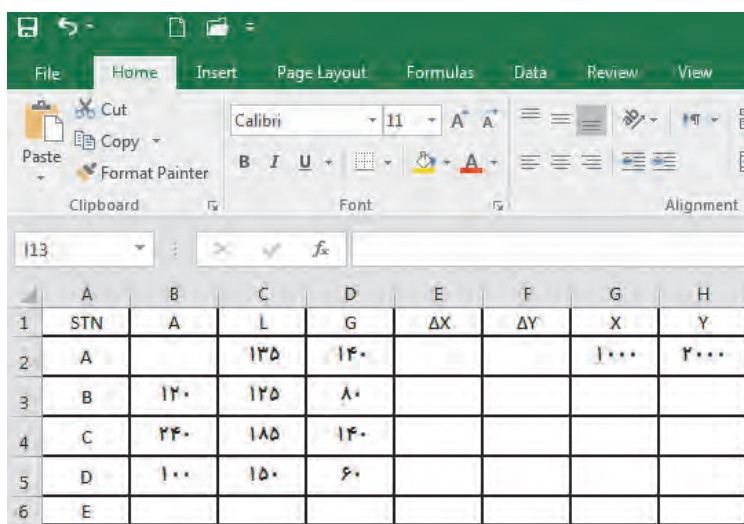 File Home Insert Page Layout Formulas Data Review View
Cut
Calibri 11 A A
Copy
Paste
Format Painter
B I U A
Clipboard Font Alignment
I13 fx
A B C D E F G H
1 STN A L G ΔX ΔY X Y
2 A ۱۳۵ ۱۴۰ ۱۰۰۰ ۲۰۰۰
3 B ۱۲۰ ۱۲۵ ۸۰
4 C ۲۴۰ ۱۸۵ ۱۴۰
5 D ۱۰۰ ۱۵۰ ۶۰
6 E